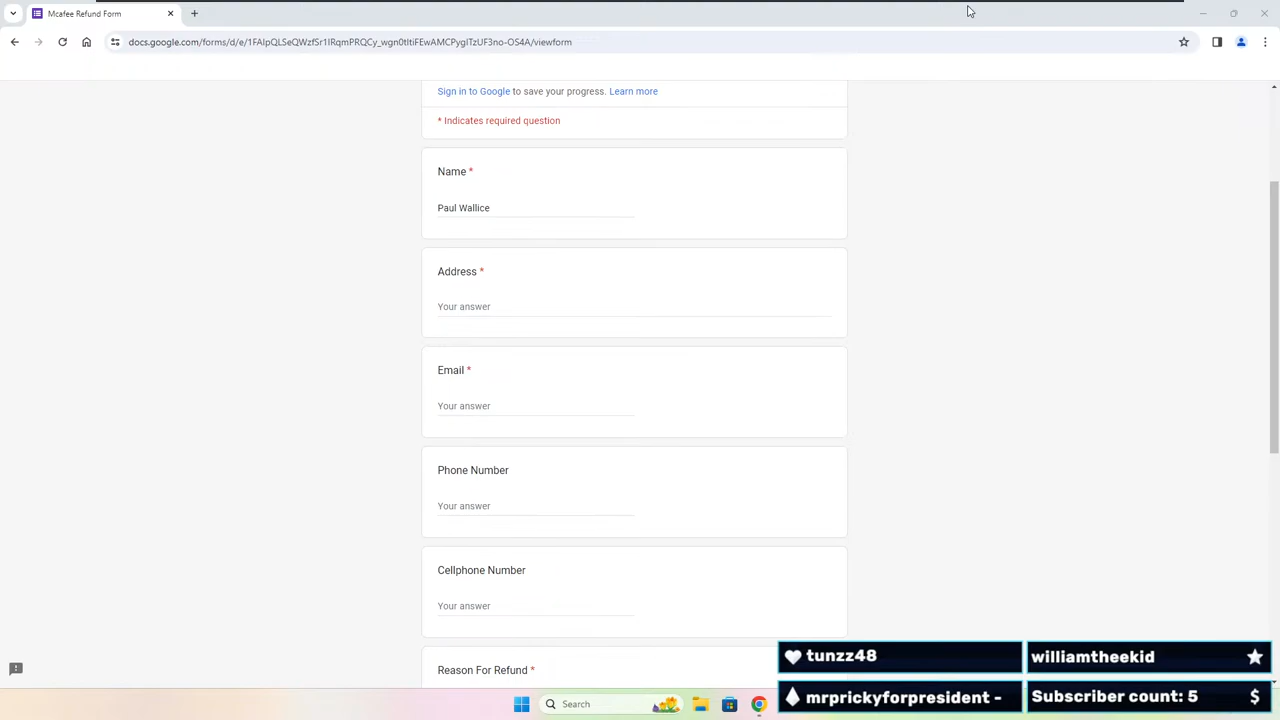 Mcafee Refund Form
docs.google.com/forms/d/e/1FAIpQLSeQWzfSr1IRqmPRQCy_wgn0tItiFEwAMCPygITzUF3no-OS4A/viewform
Sign in to Google to save your progress. Learn more
* Indicates required question
Name *
Paul Wallice
Address *
Your answer
Email *
Your answer
Phone Number
Your answer
Cellphone Number
Your answer
Reason For Refund *
tunzz48
williamtheekid
mrprickyforpresident -
Subscriber count: 5
$
Search